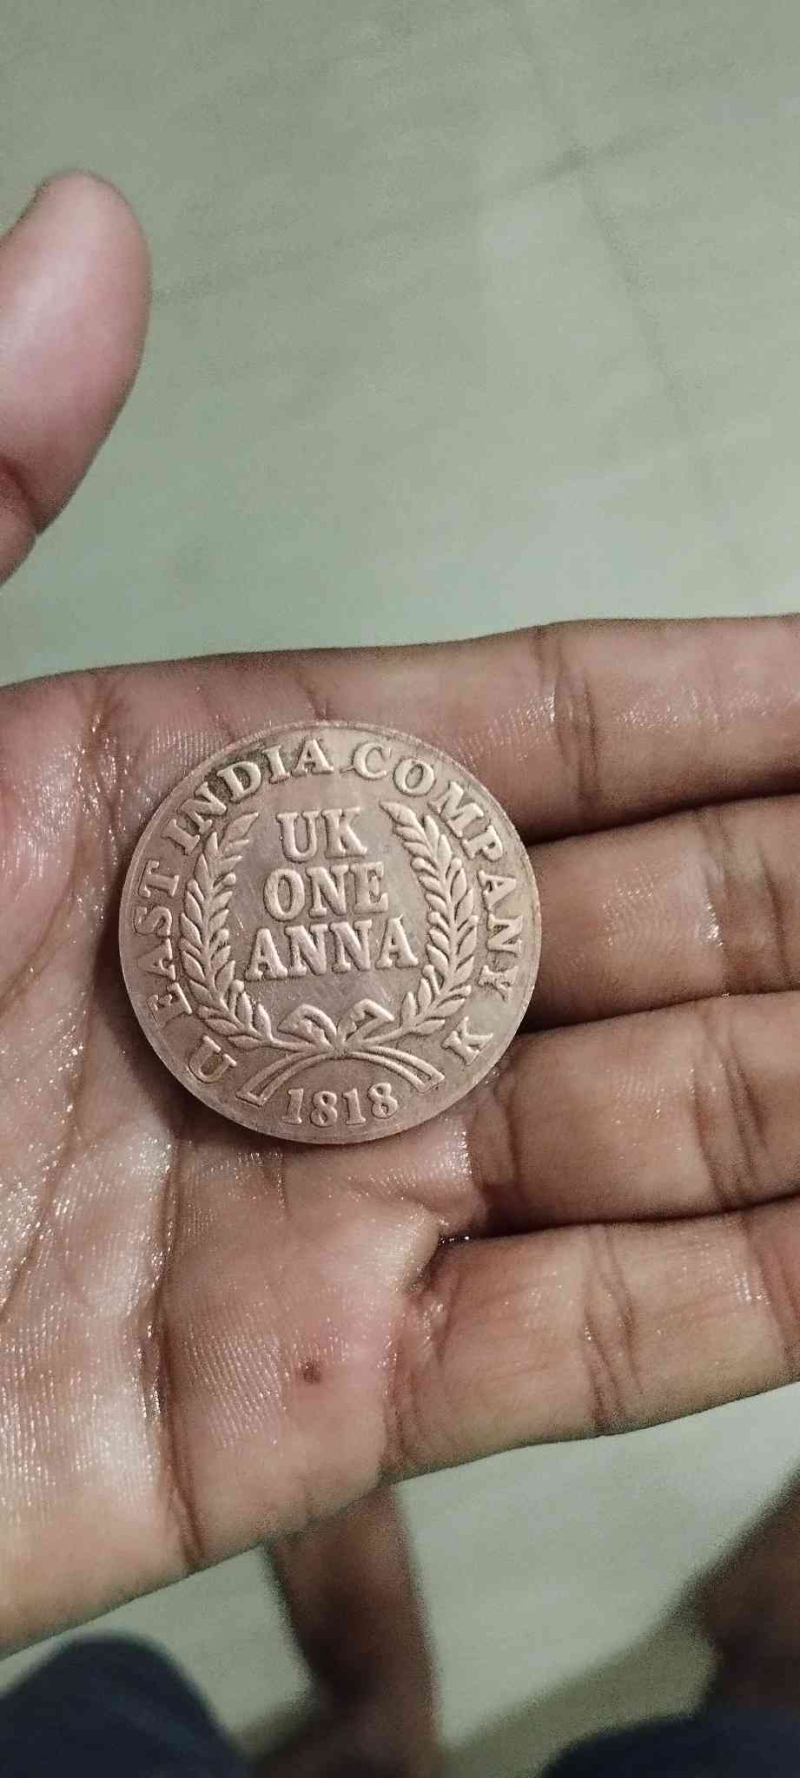 EAST INDIA COMPANY
UK
ONE
ANNA
U 1818 K